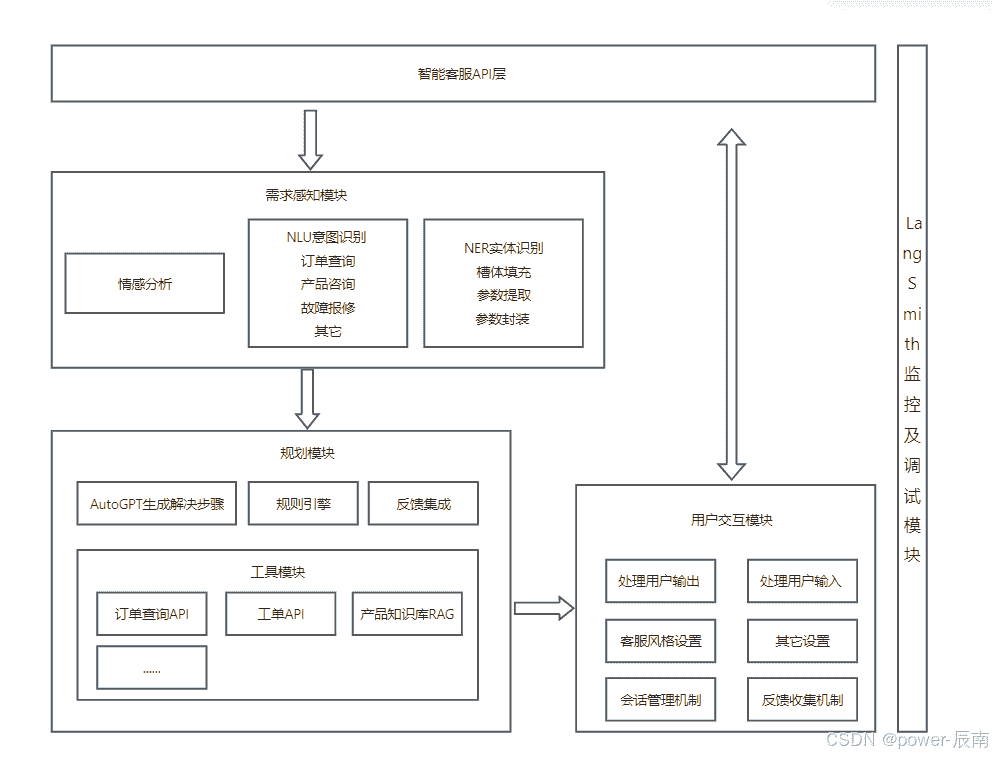 智能客服API层
需求感知模块
情感分析
NLU意图识别
订单查询
产品咨询
故障报修
其它
NER实体识别
槽体填充
参数提取
参数封装
规划模块
AutoGPT生成解决步骤
规则引擎
反馈集成
工具模块
订单查询API
工单API
产品知识库RAG
......
用户交互模块
处理用户输出
处理用户输入
客服风格设置
其它设置
会话管理机制
反馈收集机制
La
ng
S
mi
th
监
控
及
调
试
模
块
CSDN @power-辰南